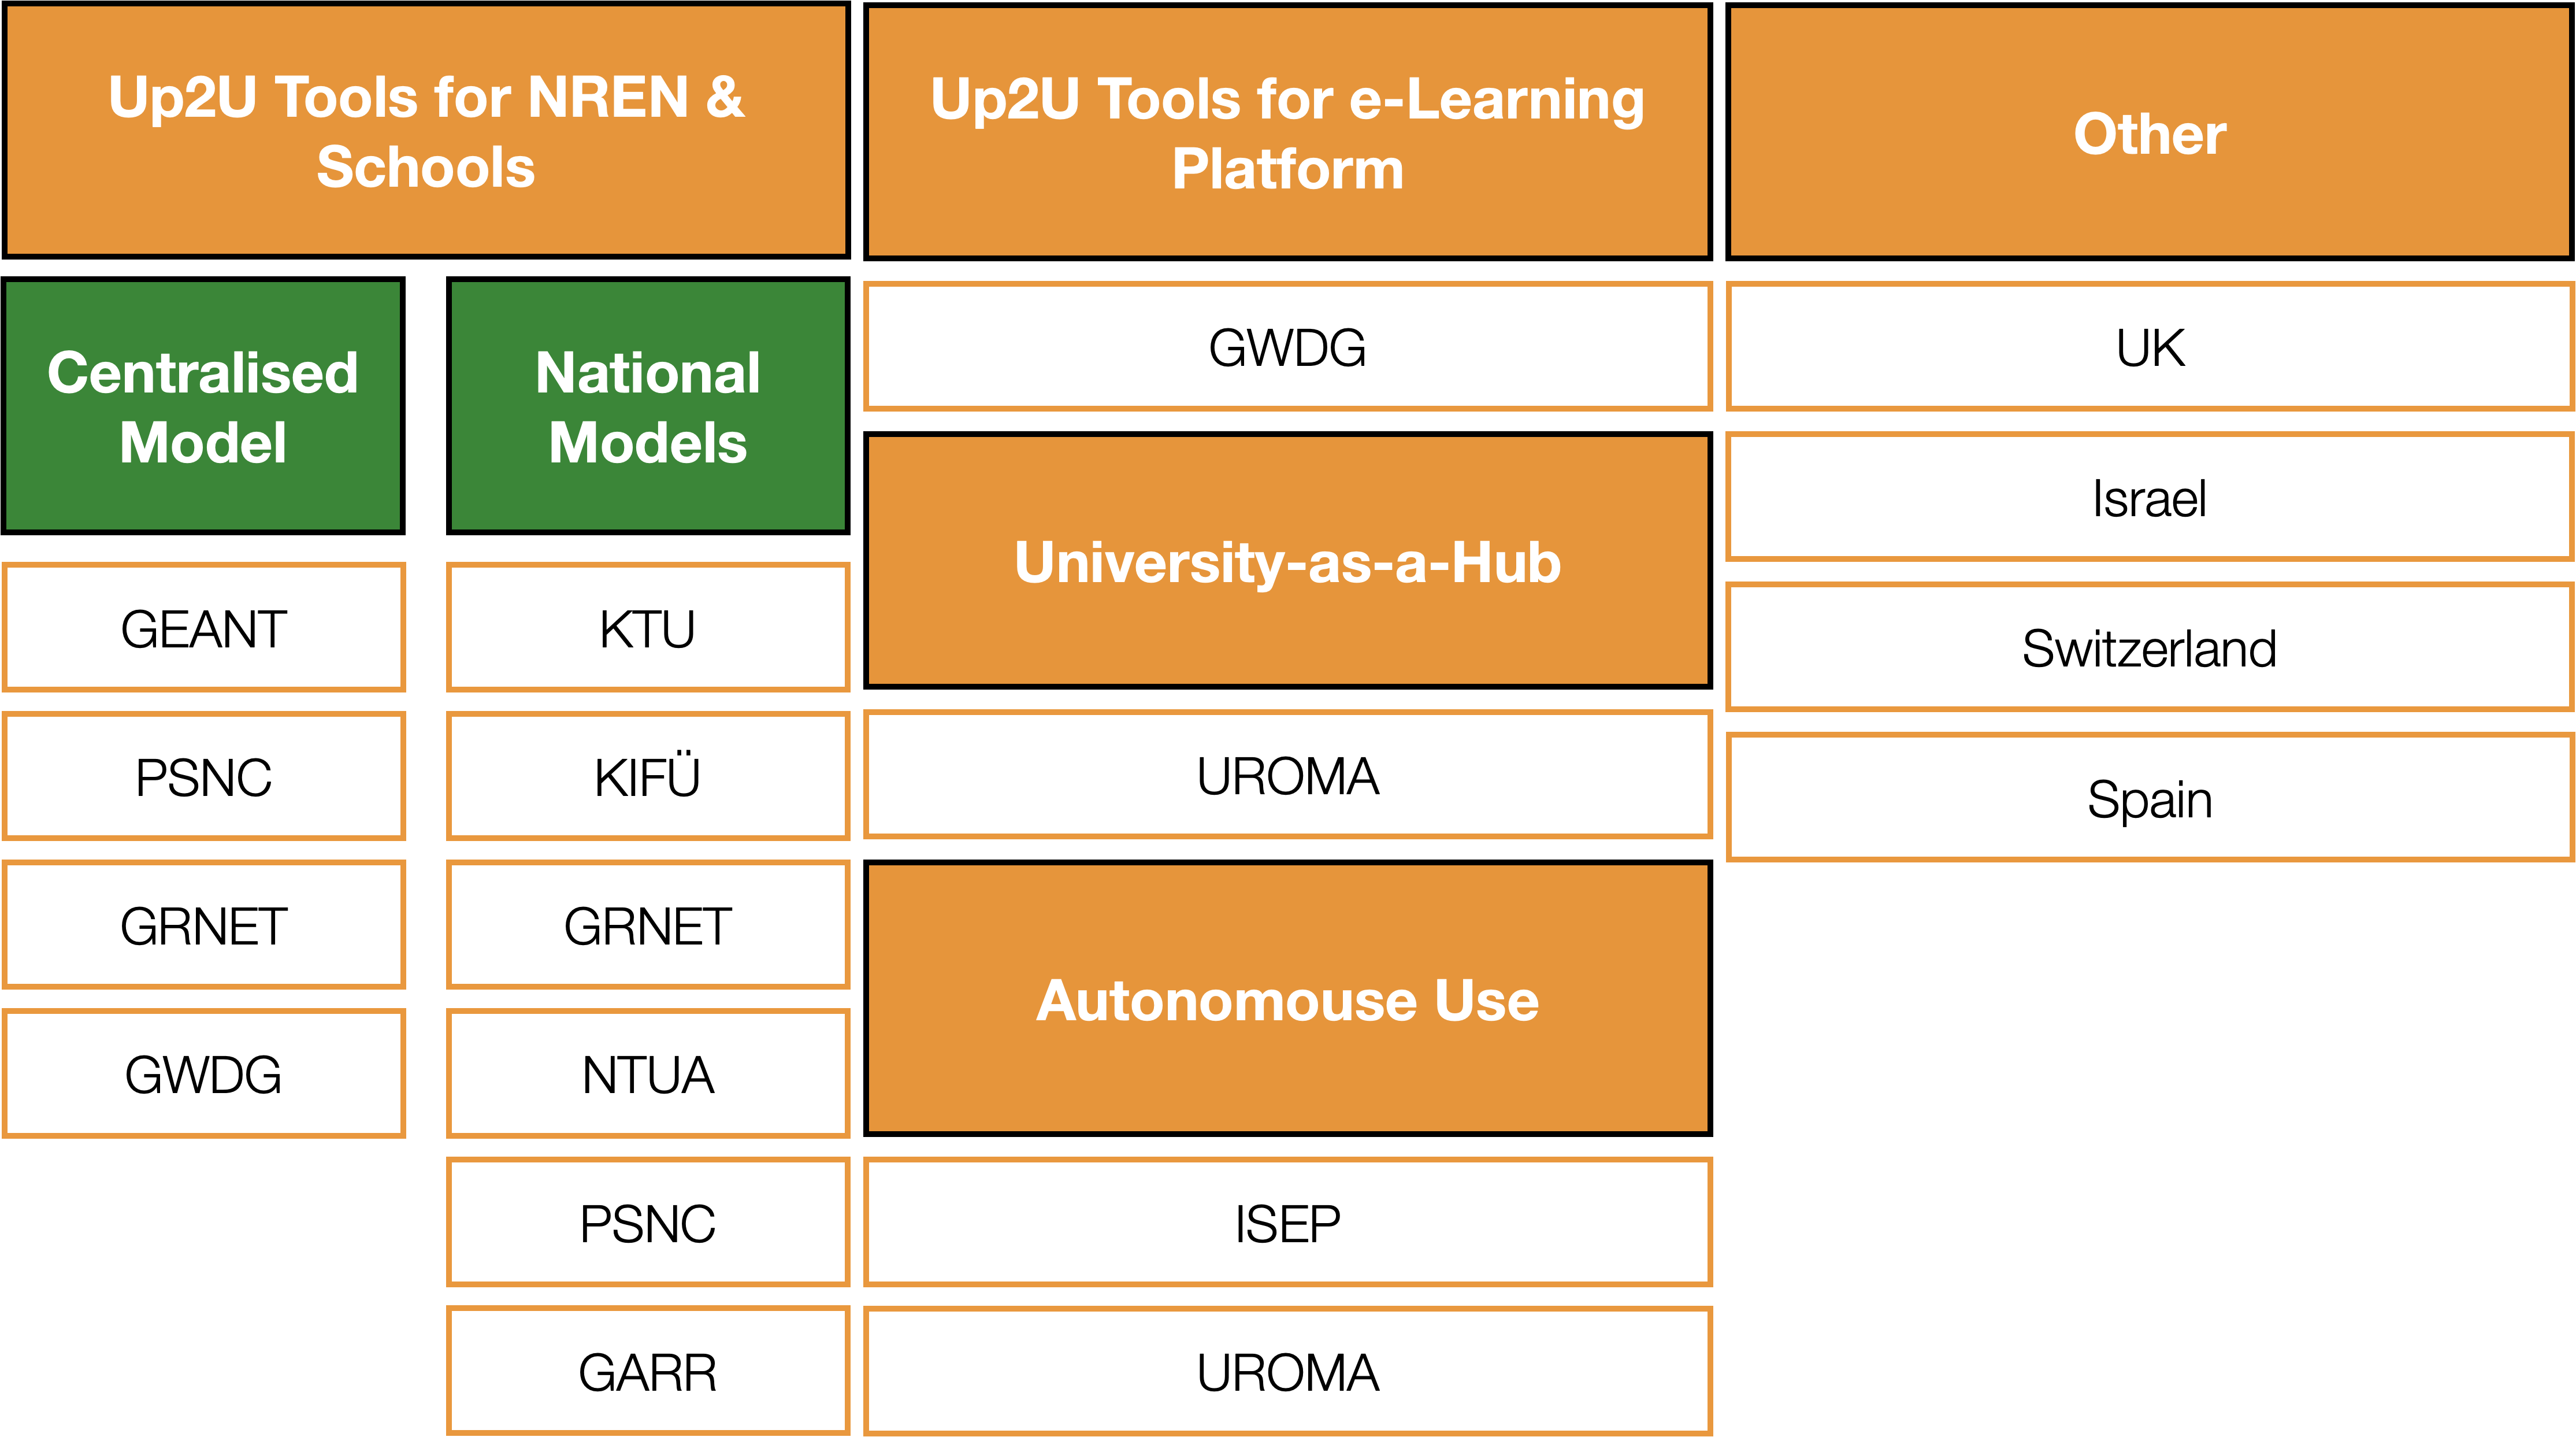 Up2U Tools for NREN &
Schools
Centralised
Model
GEANT
PSNC
GRNET
GWDG
National
Models
KTU
KIFÜ
GRNET
NTUA
PSNC
GARR
Up2U Tools for e-Learning
Platform
GWDG
University-as-a-Hub
UROMA
Autonomouse Use
ISEP
UROMA
Other
UK
Israel
Switzerland
Spain